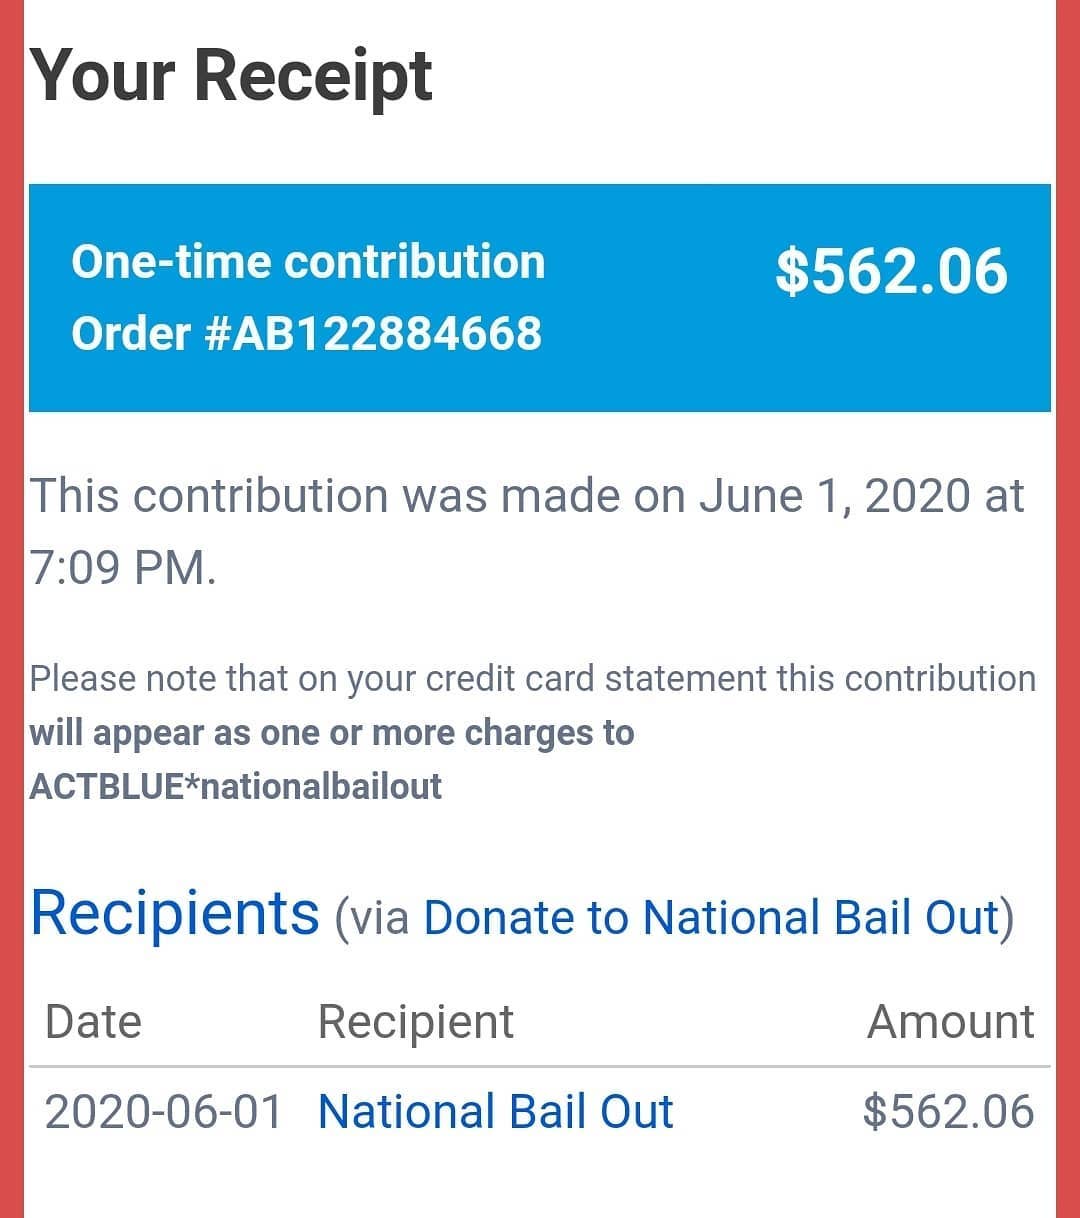 Your Receipt
One-time contribution
$562.06
Order #AB122884668
This contribution was made on June 1, 2020 at
7:09 PM.
Please note that on your credit card statement this contribution
will appear as one or more charges to
ACTBLUE*nationalbailout
Recipients (via Donate to National Bail Out)
Date Recipient Amount
2020-06-01 National Bail Out $562.06